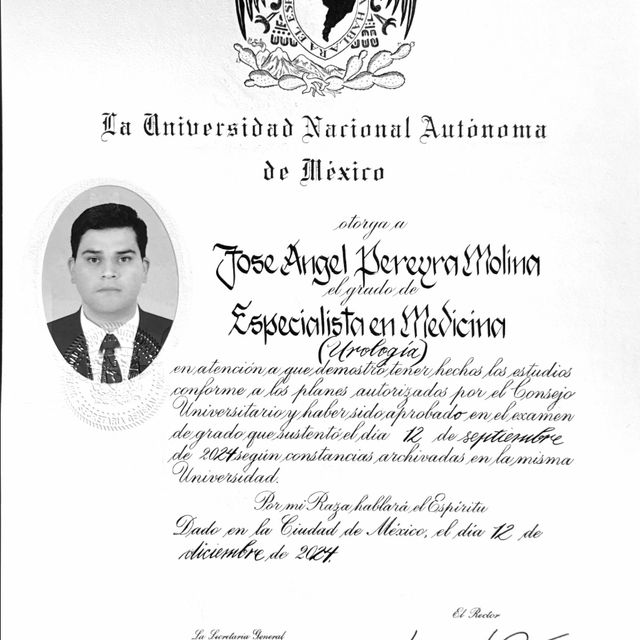 HABLARA EL
La Universidad Nacional Autónoma
de México
otorga a
Jose Angel Pereyra Molina
el grado de
Especialista en Medicina
(Urología)
en atención a que demostró tener hechos los estudios
conforme a los planes autorizados por el Consejo
Universitario y haber sido aprobado en el examen
de grado que sustentó el día 12 de septiembre
de 2024 según constancias archivadas en la misma
Universidad.
Por mi Raza hablará el Espíritu
Dado en la Ciudad de México, el día 12 de
diciembre de 2024.
El Rector
La Secretaria General